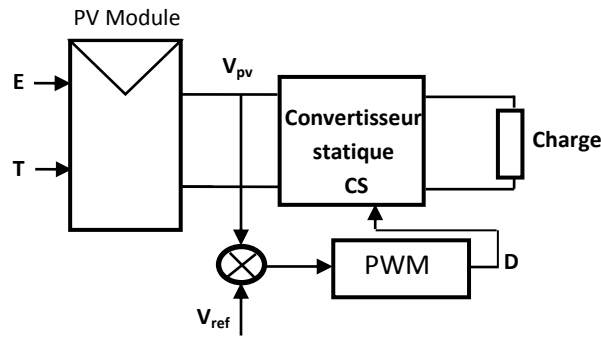 PV Module
E
T
V_pv
Convertisseur
statique
CS
Charge
PWM
D
V_ref